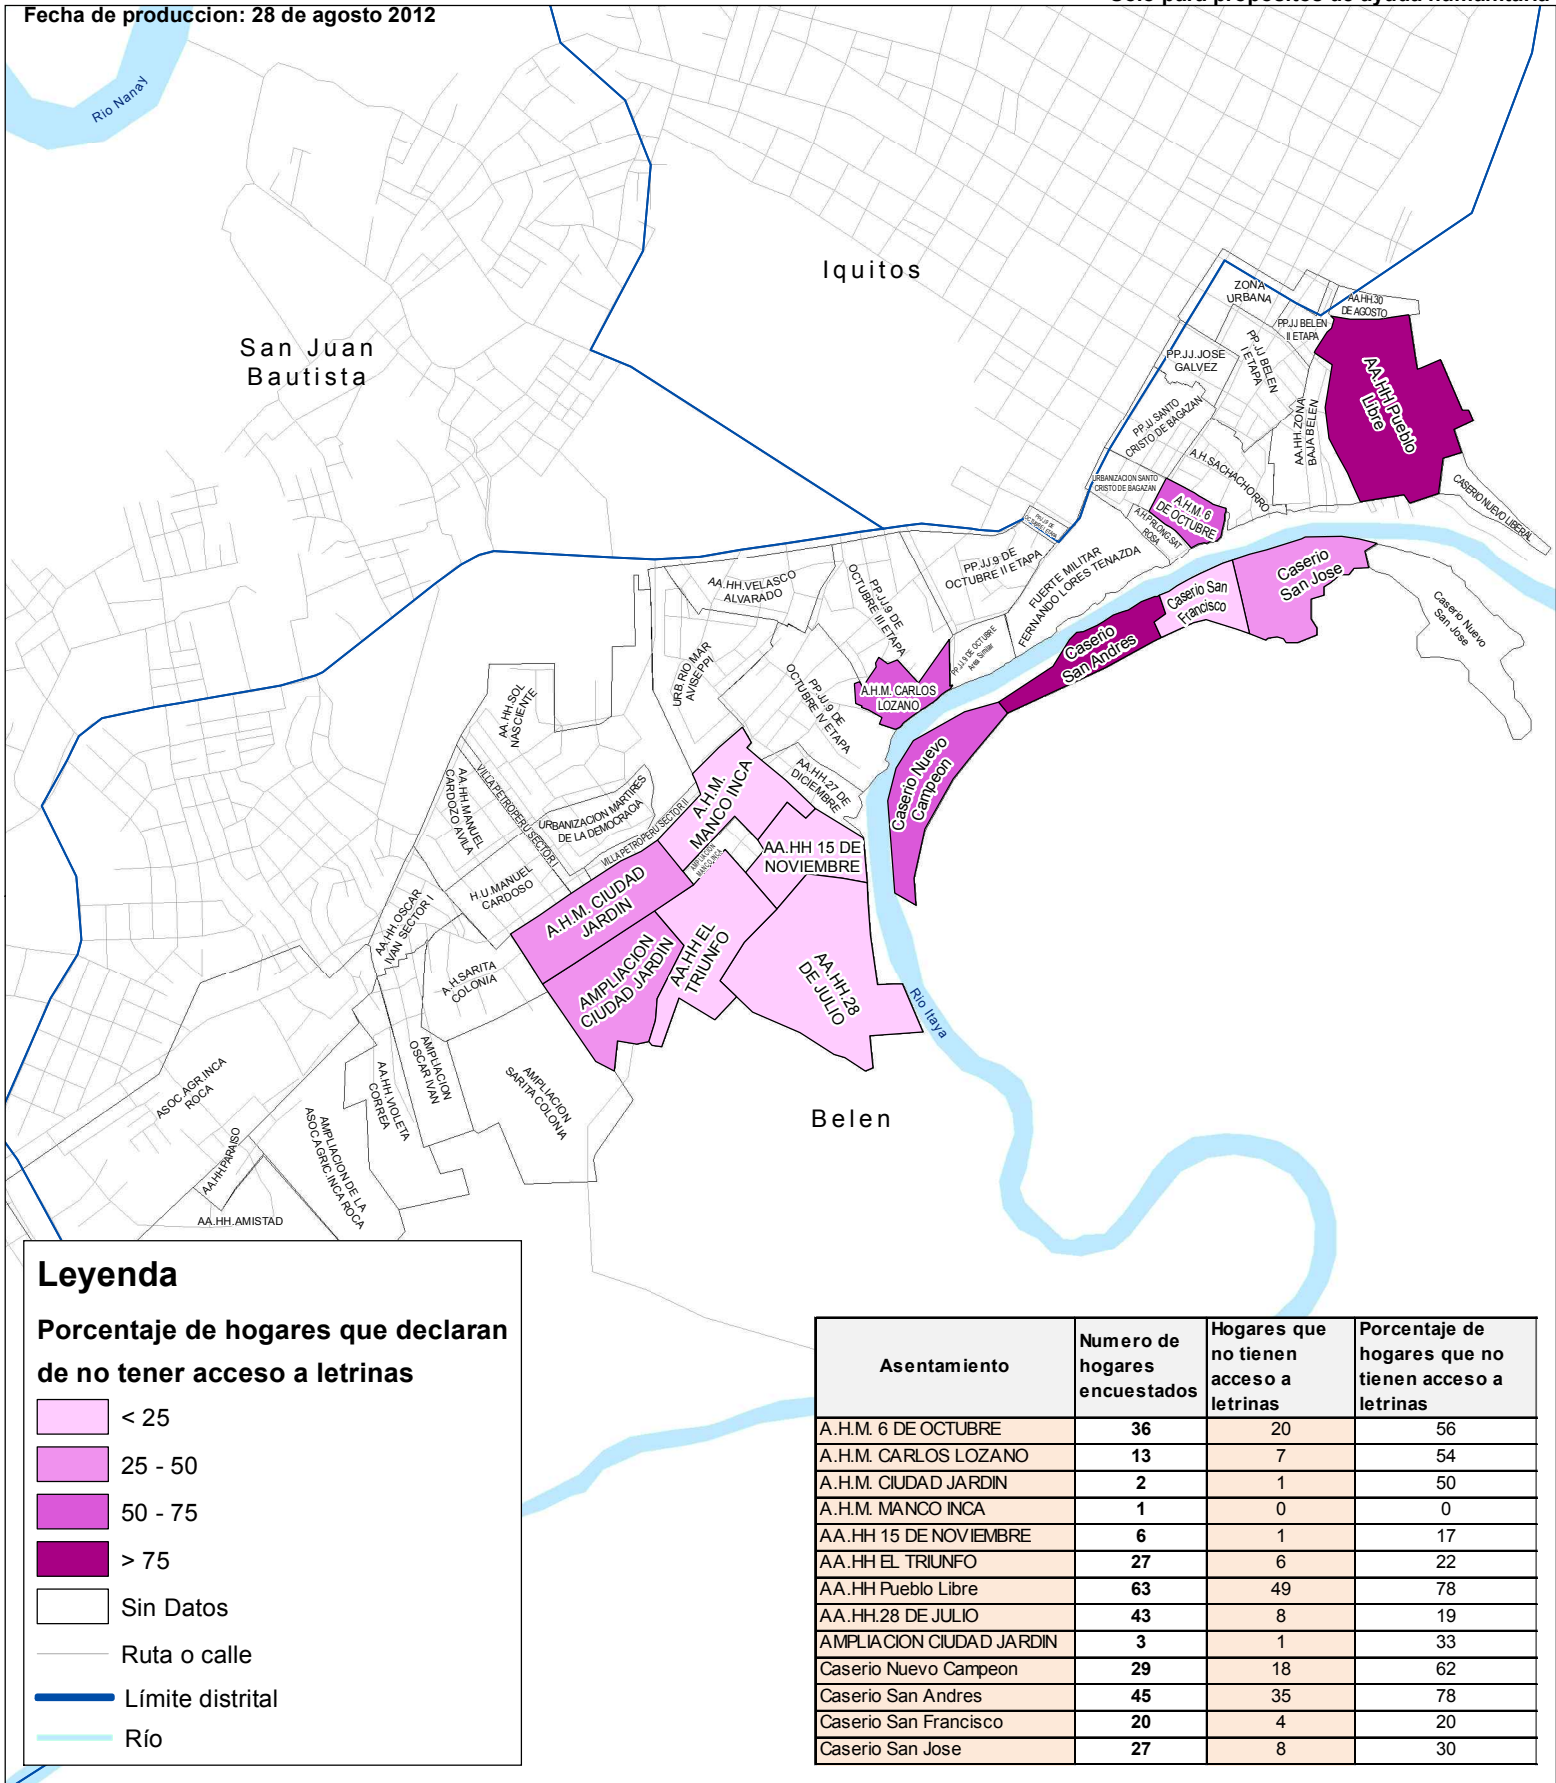 Fecha de produccion: 28 de agosto 2012
Rio Nanay
Iquitos
San Juan
Bautista
ZONA
URBANA
AA.HH.30
DE AGOSTO
PP.JJ BELEN
II ETAPA
PP.JJ BELEN
I ETAPA
PP.JJ.JOSE
GALVEZ
AA.HH Pueblo
Libre
PP.JJ.SANTO
CRISTO DE BAGAZAN
AA.HH.ZONA
BAJA BELEN
A.H.SACHACHORRO
URBANIZACION SANTO
CRISTO DE BAGAZAN
CASERIO NUEVO LIBERAL
A.H.M. 6
DE OCTUBRE
A.H.PRLONG.SAT
ROSA
PP.JJ.9 DE
OCTUBRE II ETAPA
FUERTE MILITAR
FERNANDO LORES TENAZDA
Caserio
San Jose
Caserio San
Francisco
Caserio Nuevo
San Jose
Caserio
San Andres
AA.HH.VELASCO
ALVARADO
PP.JJ.9 DE
OCTUBRE III ETAPA
PP.JJ.9 DE OCTUBRE
Area Similar
URB. RIO MAR
AVISEPPI
PP.JJ.9 DE
OCTUBRE IV ETAPA
A.H.M. CARLOS
LOZANO
AA.HH.SOL
NASCIENTE
AA.HH.27 DE
DICIEMBRE
Caserio Nuevo
Campeon
AA.HH.MANUEL
CARDOZO AVILA
VILLA PETROPERU SECTOR I
URBANIZACION MARTIRES
DE LA DEMOCRACIA
VILLA PETROPERU SECTOR II
A.H.M.
MANCO INCA
AMPLIACION
MANCO INCA
AA.HH 15 DE
NOVIEMBRE
H.U.MANUEL
CARDOSO
A.H.M. CIUDAD
JARDIN
AA.HH.OSCAR
IVAN SECTOR I
A.H.SARITA
COLONIA
AMPLIACION
CIUDAD JARDIN
AA.HH EL
TRIUNFO
AA.HH.28
DE JULIO
Rio Itaya
AMPLIACION
OSCAR IVAN
AMPLIACION
SARITA COLONIA
AA.HH.VIOLETA
CORREA
ASOC.AGR.INCA
ROCA
AMPLIACION DE LA
ASOC.AGRIC.INCA ROCA
AA.HH.PARAISO
AA.HH.AMISTAD
Belen
Leyenda
Porcentaje de hogares que declaran
de no tener acceso a letrinas
< 25
25 - 50
50 - 75
> 75
Sin Datos
Ruta o calle
Límite distrital
Río
Asentamiento Numero de hogares encuestados Hogares que no tienen acceso a letrinas Porcentaje de hogares que no tienen acceso a letrinas
A.H.M. 6 DE OCTUBRE 36 20 56
A.H.M. CARLOS LOZANO 13 7 54
A.H.M. CIUDAD JARDIN 2 1 50
A.H.M. MANCO INCA 1 0 0
AA.HH 15 DE NOVIEMBRE 6 1 17
AA.HH EL TRIUNFO 27 6 22
AA.HH Pueblo Libre 63 49 78
AA.HH.28 DE JULIO 43 8 19
AMPLIACION CIUDAD JARDIN 3 1 33
Caserio Nuevo Campeon 29 18 62
Caserio San Andres 45 35 78
Caserio San Francisco 20 4 20
Caserio San Jose 27 8 30